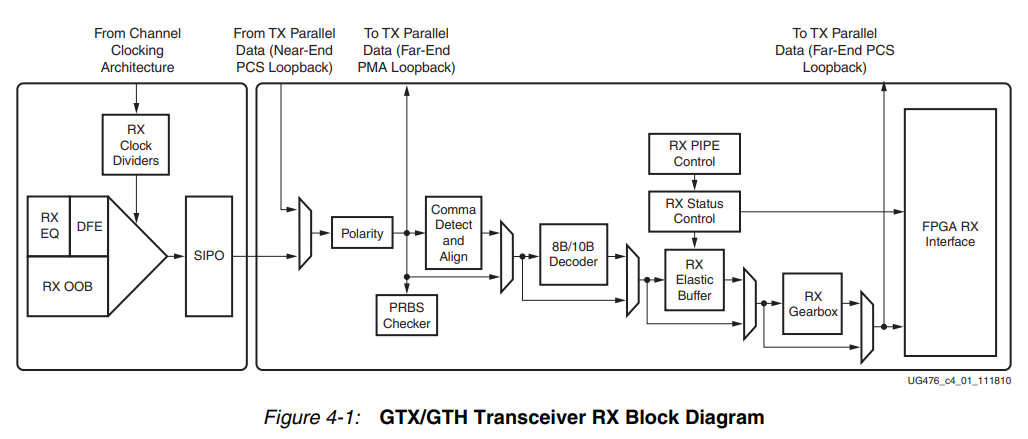 From Channel
Clocking
Architecture
From TX Parallel
Data (Near-End
PCS Loopback)
To TX Parallel
Data (Far-End
PMA Loopback)
To TX Parallel
Data (Far-End PCS
Loopback)
RX
Clock
Dividers
RX
EQ
DFE
RX OOB
SIPO
Polarity
Comma
Detect
and
Align
PRBS
Checker
8B/10B
Decoder
RX PIPE
Control
RX Status
Control
RX
Elastic
Buffer
RX
Gearbox
FPGA RX
Interface
UG476_c4_01_111810
Figure 4-1: GTX/GTH Transceiver RX Block Diagram